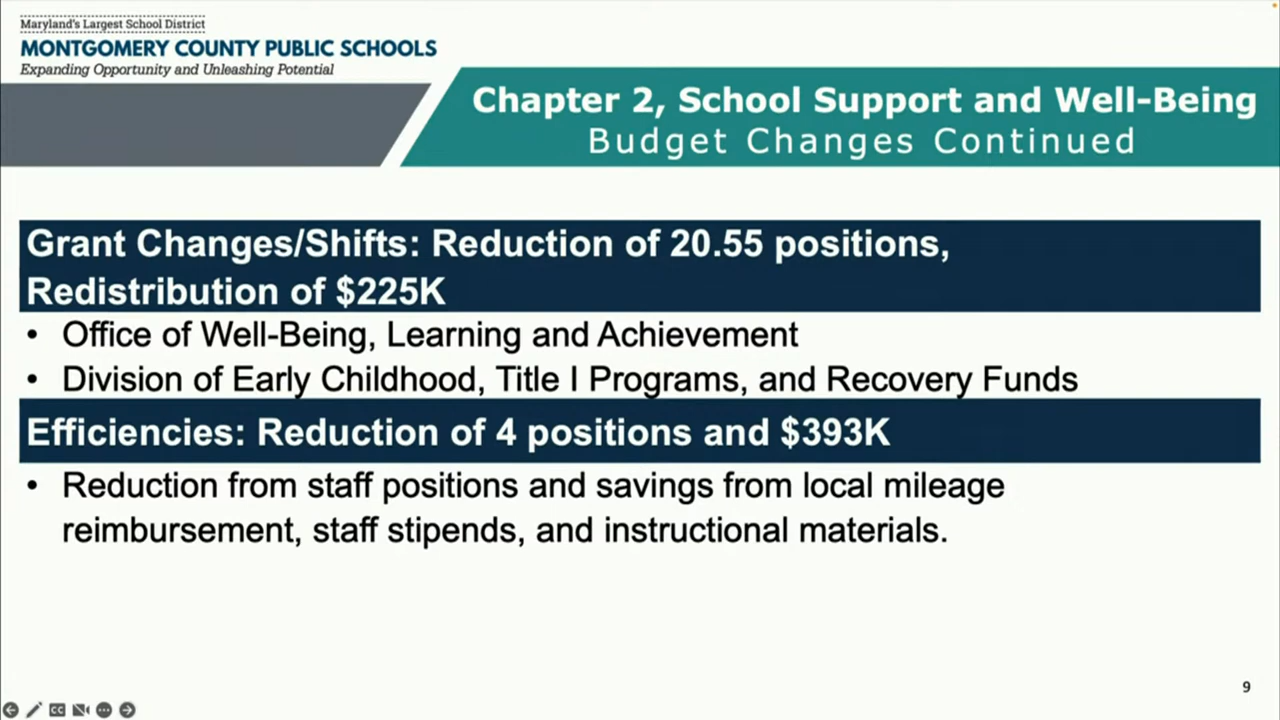 Maryland's Largest School District
MONTGOMERY COUNTY PUBLIC SCHOOLS
Expanding Opportunity and Unleashing Potential
Chapter 2, School Support and Well-Being
Budget Changes Continued
Grant Changes/Shifts: Reduction of 20.55 positions,
Redistribution of $225K
• Office of Well-Being, Learning and Achievement
• Division of Early Childhood, Title I Programs, and Recovery Funds
Efficiencies: Reduction of 4 positions and $393K
• Reduction from staff positions and savings from local mileage
reimbursement, staff stipends, and instructional materials.
9
CC